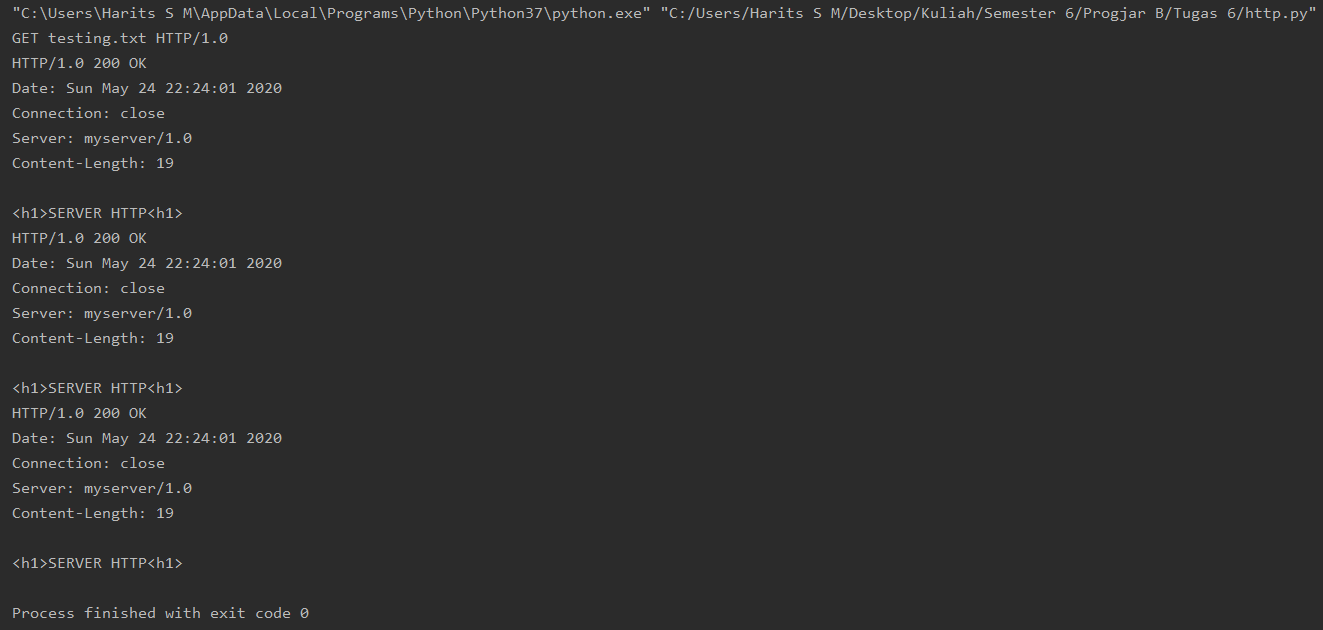 "C:\Users\Harits S M\AppData\Local\Programs\Python\Python37\python.exe" "C:/Users/Harits S M/Desktop/Kuliah/Semester 6/Progjar B/Tugas 6/http.py"
GET testing.txt HTTP/1.0
HTTP/1.0 200 OK
Date: Sun May 24 22:24:01 2020
Connection: close
Server: myserver/1.0
Content-Length: 19

<h1>SERVER HTTP<h1>
HTTP/1.0 200 OK
Date: Sun May 24 22:24:01 2020
Connection: close
Server: myserver/1.0
Content-Length: 19

<h1>SERVER HTTP<h1>
HTTP/1.0 200 OK
Date: Sun May 24 22:24:01 2020
Connection: close
Server: myserver/1.0
Content-Length: 19

<h1>SERVER HTTP<h1>

Process finished with exit code 0